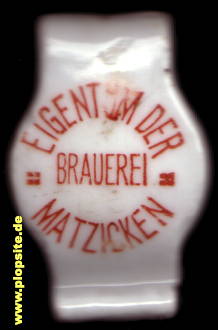 EIGENTUM DER
BRAUEREI
MATZICKEN
www.plopsite.de